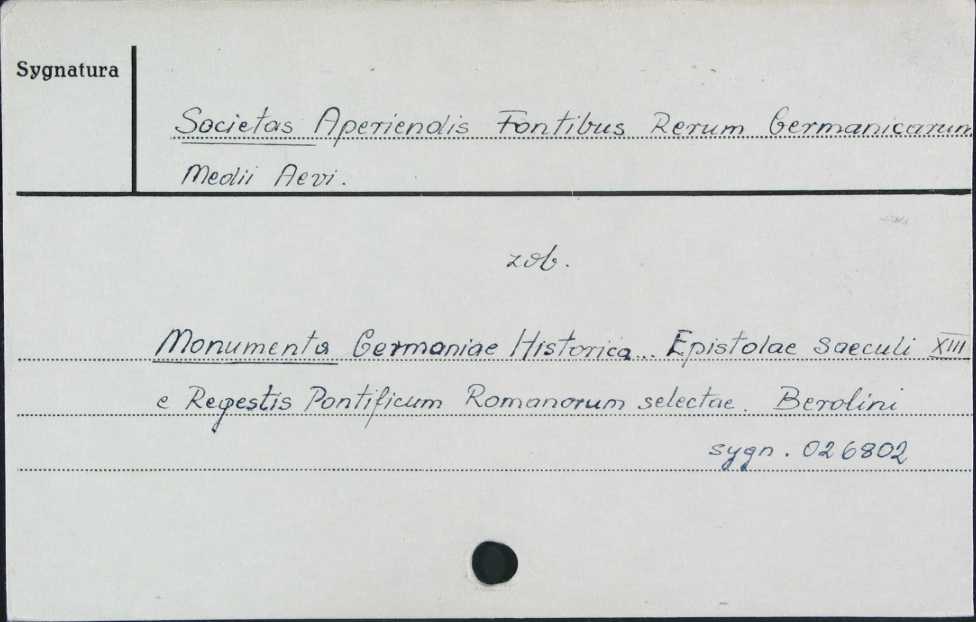 Sygnatura
Societas Aperiendis Fontibus Rerum Germanicarum
Medii Aevi.
zob.
Monumenta Germaniae Historica... Epistolae saeculi XIII
e Regestis Pontificum Romanorum selectae. Berolini
sygn. 026802